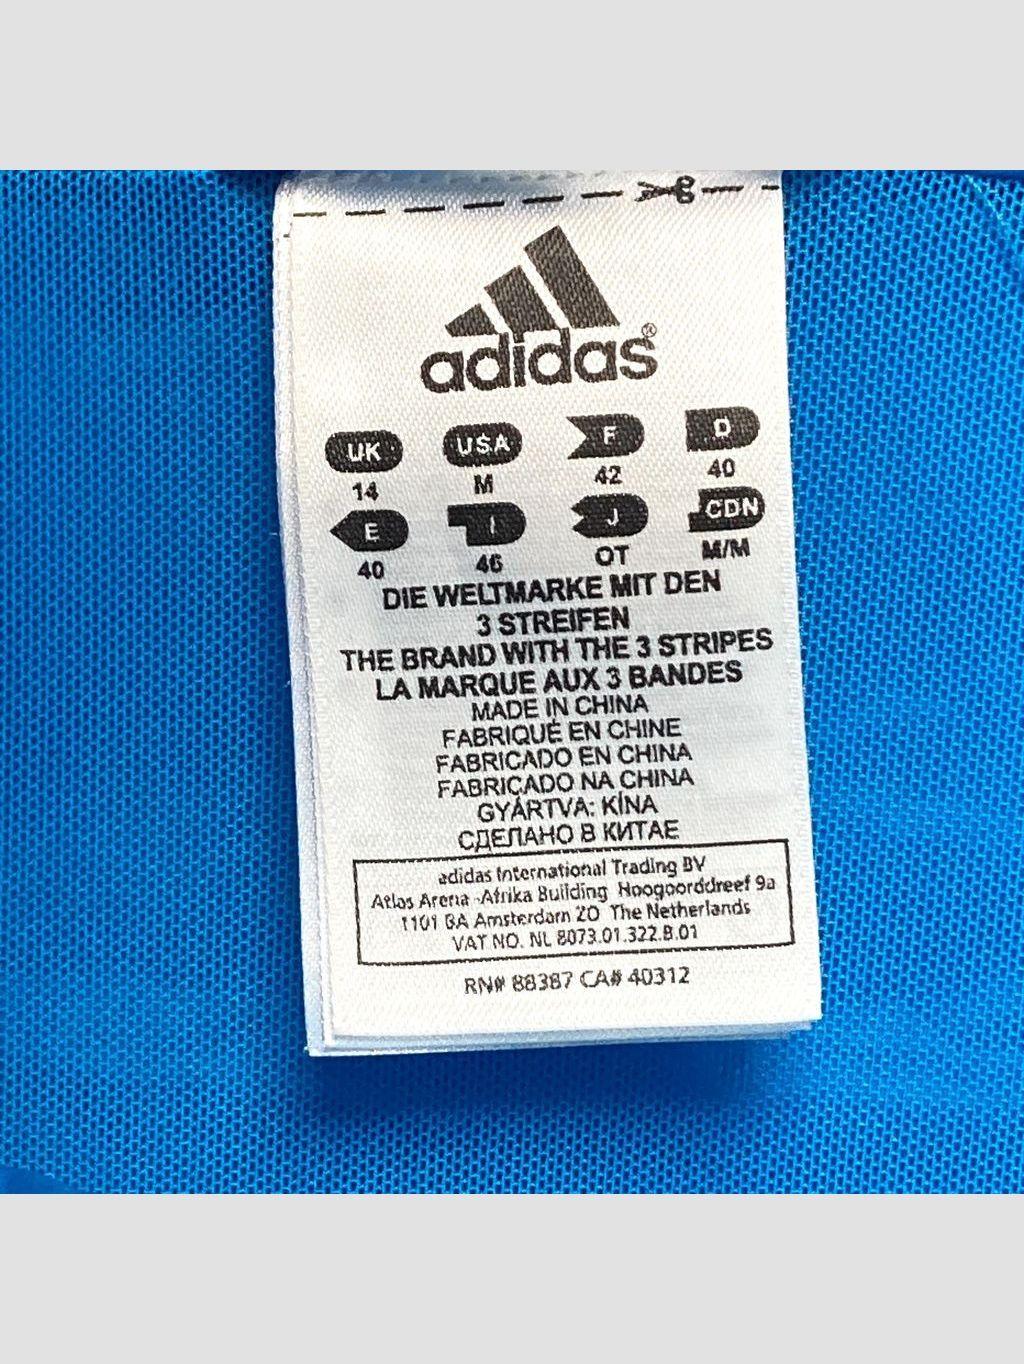 adidas®
UK USA F D
14 M 42 40
E I J CDN
40 46 OT M/M
DIE WELTMARKE MIT DEN
3 STREIFEN
THE BRAND WITH THE 3 STRIPES
LA MARQUE AUX 3 BANDES
MADE IN CHINA
FABRIQUÉ EN CHINE
FABRICADO EN CHINA
FABRICADO NA CHINA
GYÁRTVA: KÍNA
СДЕЛАНО В КИТАЕ
adidas International Trading BV
Atlas Arena -Afrika Building Hoogoorddreef 9a
1101 BA Amsterdam ZO The Netherlands
VAT NO. NL 8073.01.322.B.01
RN# 88387 CA# 40312